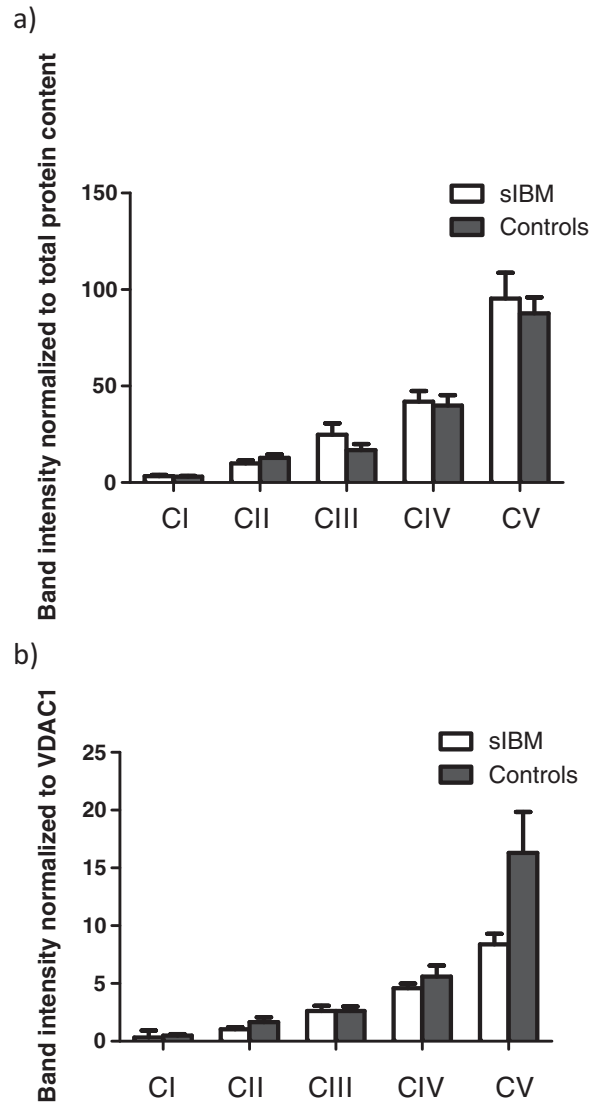 a)
Band intensity normalized to total protein content
150
100
50
0
sIBM
Controls
CI CII CIII CIV CV
b)
Band intensity normalized to VDAC1
25
20
15
10
5
0
sIBM
Controls
CI CII CIII CIV CV